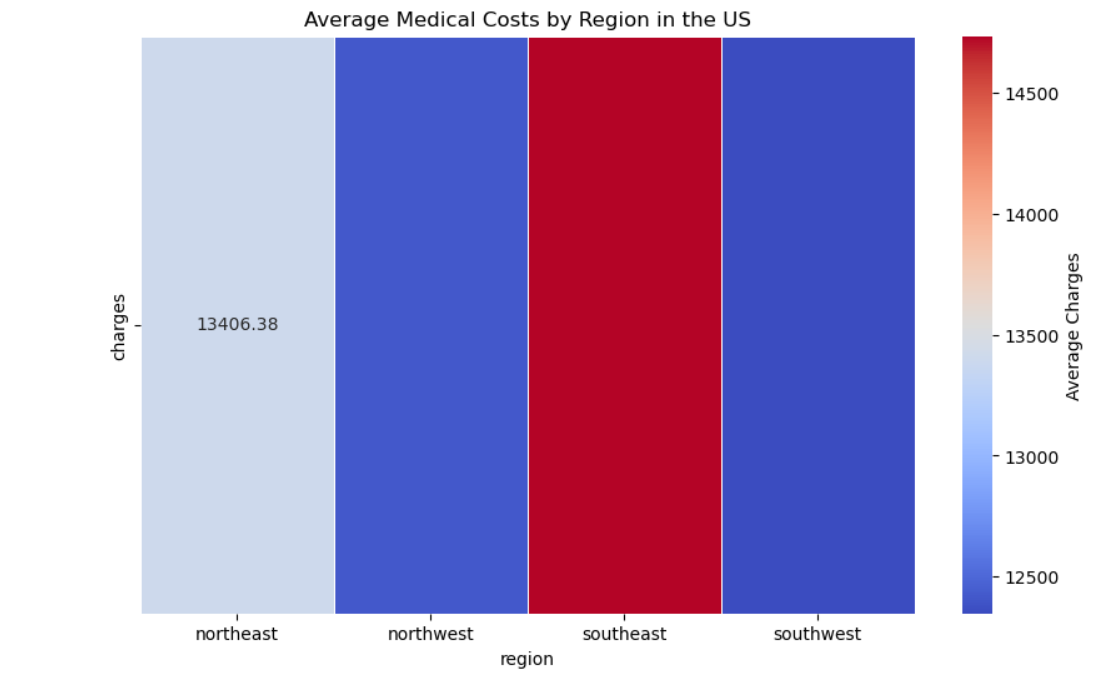 Average Medical Costs by Region in the US
charges
13406.38
northeast
northwest
southeast
southwest
region
14500
14000
13500
13000
12500
Average Charges